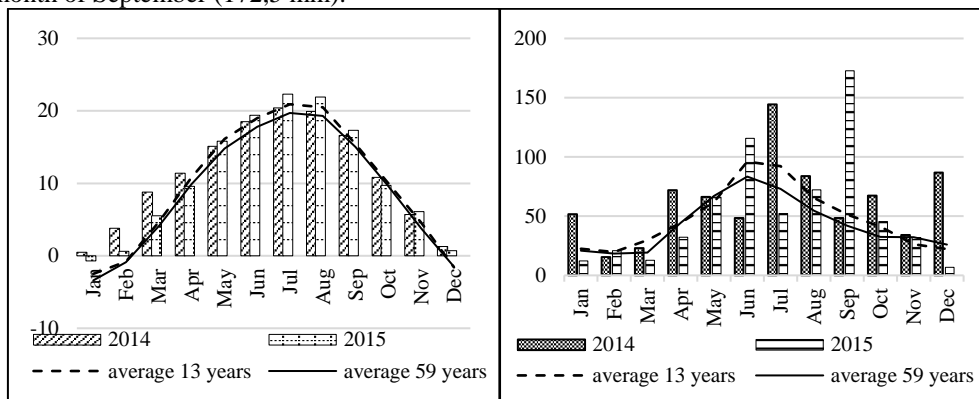 month of September (172,5 mm).
30
20
10
0
-10
Jan
Feb
Mar
Apr
May
Jun
Jul
Aug
Sep
Oct
Nov
Dec
2014
2015
average 13 years
average 59 years
200
150
100
50
0
Jan
Feb
Mar
Apr
May
Jun
Jul
Aug
Sep
Oct
Nov
Dec
2014
2015
average 13 years
average 59 years